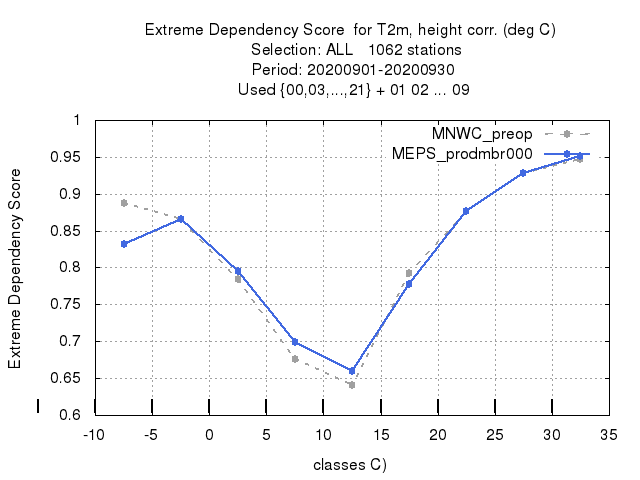 Extreme Dependency Score  for T2m, height corr. (deg C)
Selection: ALL   1062 stations
Period: 20200901-20200930
Used {00,03,...,21} + 01 02 ... 09
MNWC_preop
MEPS_prodmbr000
Extreme Dependency Score
1
0.95
0.9
0.85
0.8
0.75
0.7
0.65
0.6
-10 -5 0 5 10 15 20 25 30 35
classes C)